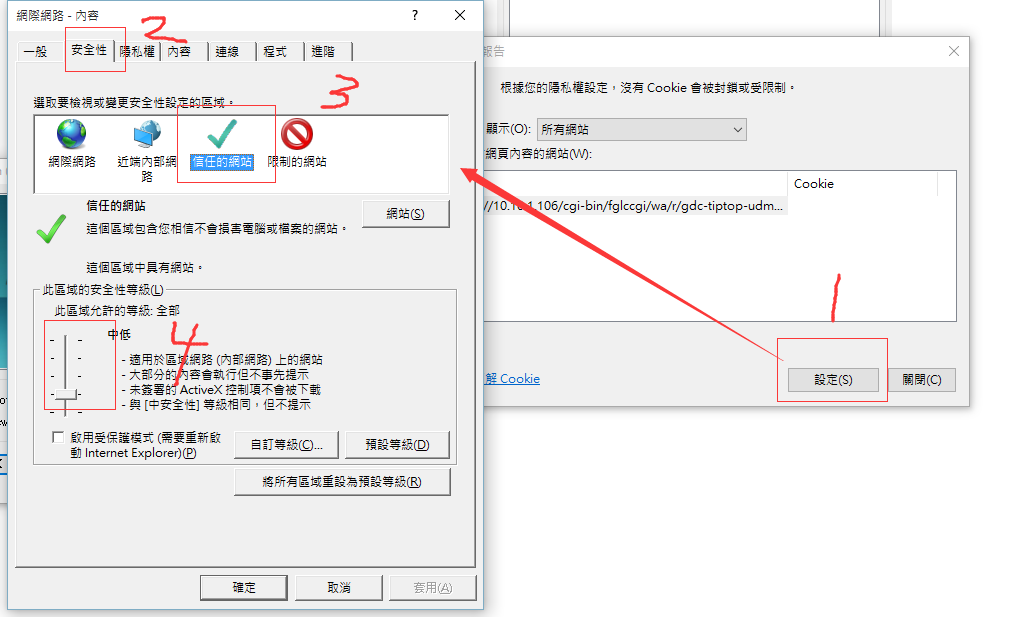 網際網路 - 內容
2
一般 安全性 隱私權 內容 連線 程式 進階
3
選取要檢視或變更安全性設定的區域。
網際網路
近端內部網
路
信任的網站
限制的網站
信任的網站
這個區域包含您相信不會損害電腦或檔案的網站。
網站(S)
這個區域中具有網站。
此區域的安全性等級(L)
此區域允許的等級: 全部
4
中低
- 適用於區域網路 (內部網路) 上的網站
- 大部分的內容會執行但不事先提示
- 未簽署的 ActiveX 控制項不會被下載
- 與 [中安全性] 等級相同，但不提示
啟用受保護模式 (需要重新啟
動 Internet Explorer)(P)
自訂等級(C)...
預設等級(D)
將所有區域重設為預設等級(R)
確定
取消
套用(A)
報告
根據您的隱私權設定，沒有 Cookie 會被封鎖或受限制。
顯示(O):
所有網站
網頁內容的網站(W):
Cookie
//10.10.1.106/cgi-bin/fglccgi/wa/r/gdc-tiptop-udm...
1
解 Cookie
設定(S)
關閉(C)